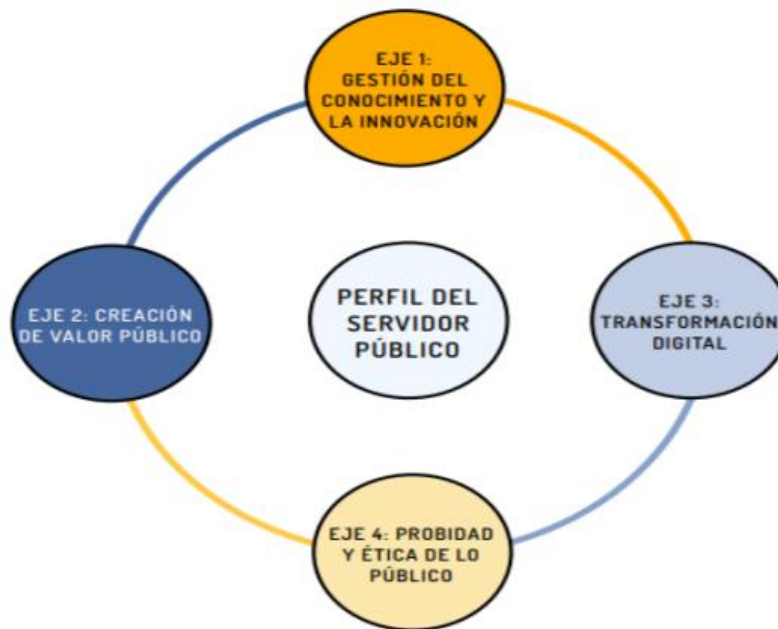 EJE 1:
GESTIÓN DEL
CONOCIMIENTO Y
LA INNOVACIÓN
EJE 2: CREACIÓN
DE VALOR PÚBLICO
PERFIL DEL
SERVIDOR
PÚBLICO
EJE 3:
TRANSFORMACIÓN
DIGITAL
EJE 4: PROBIDAD
Y ÉTICA DE LO
PÚBLICO